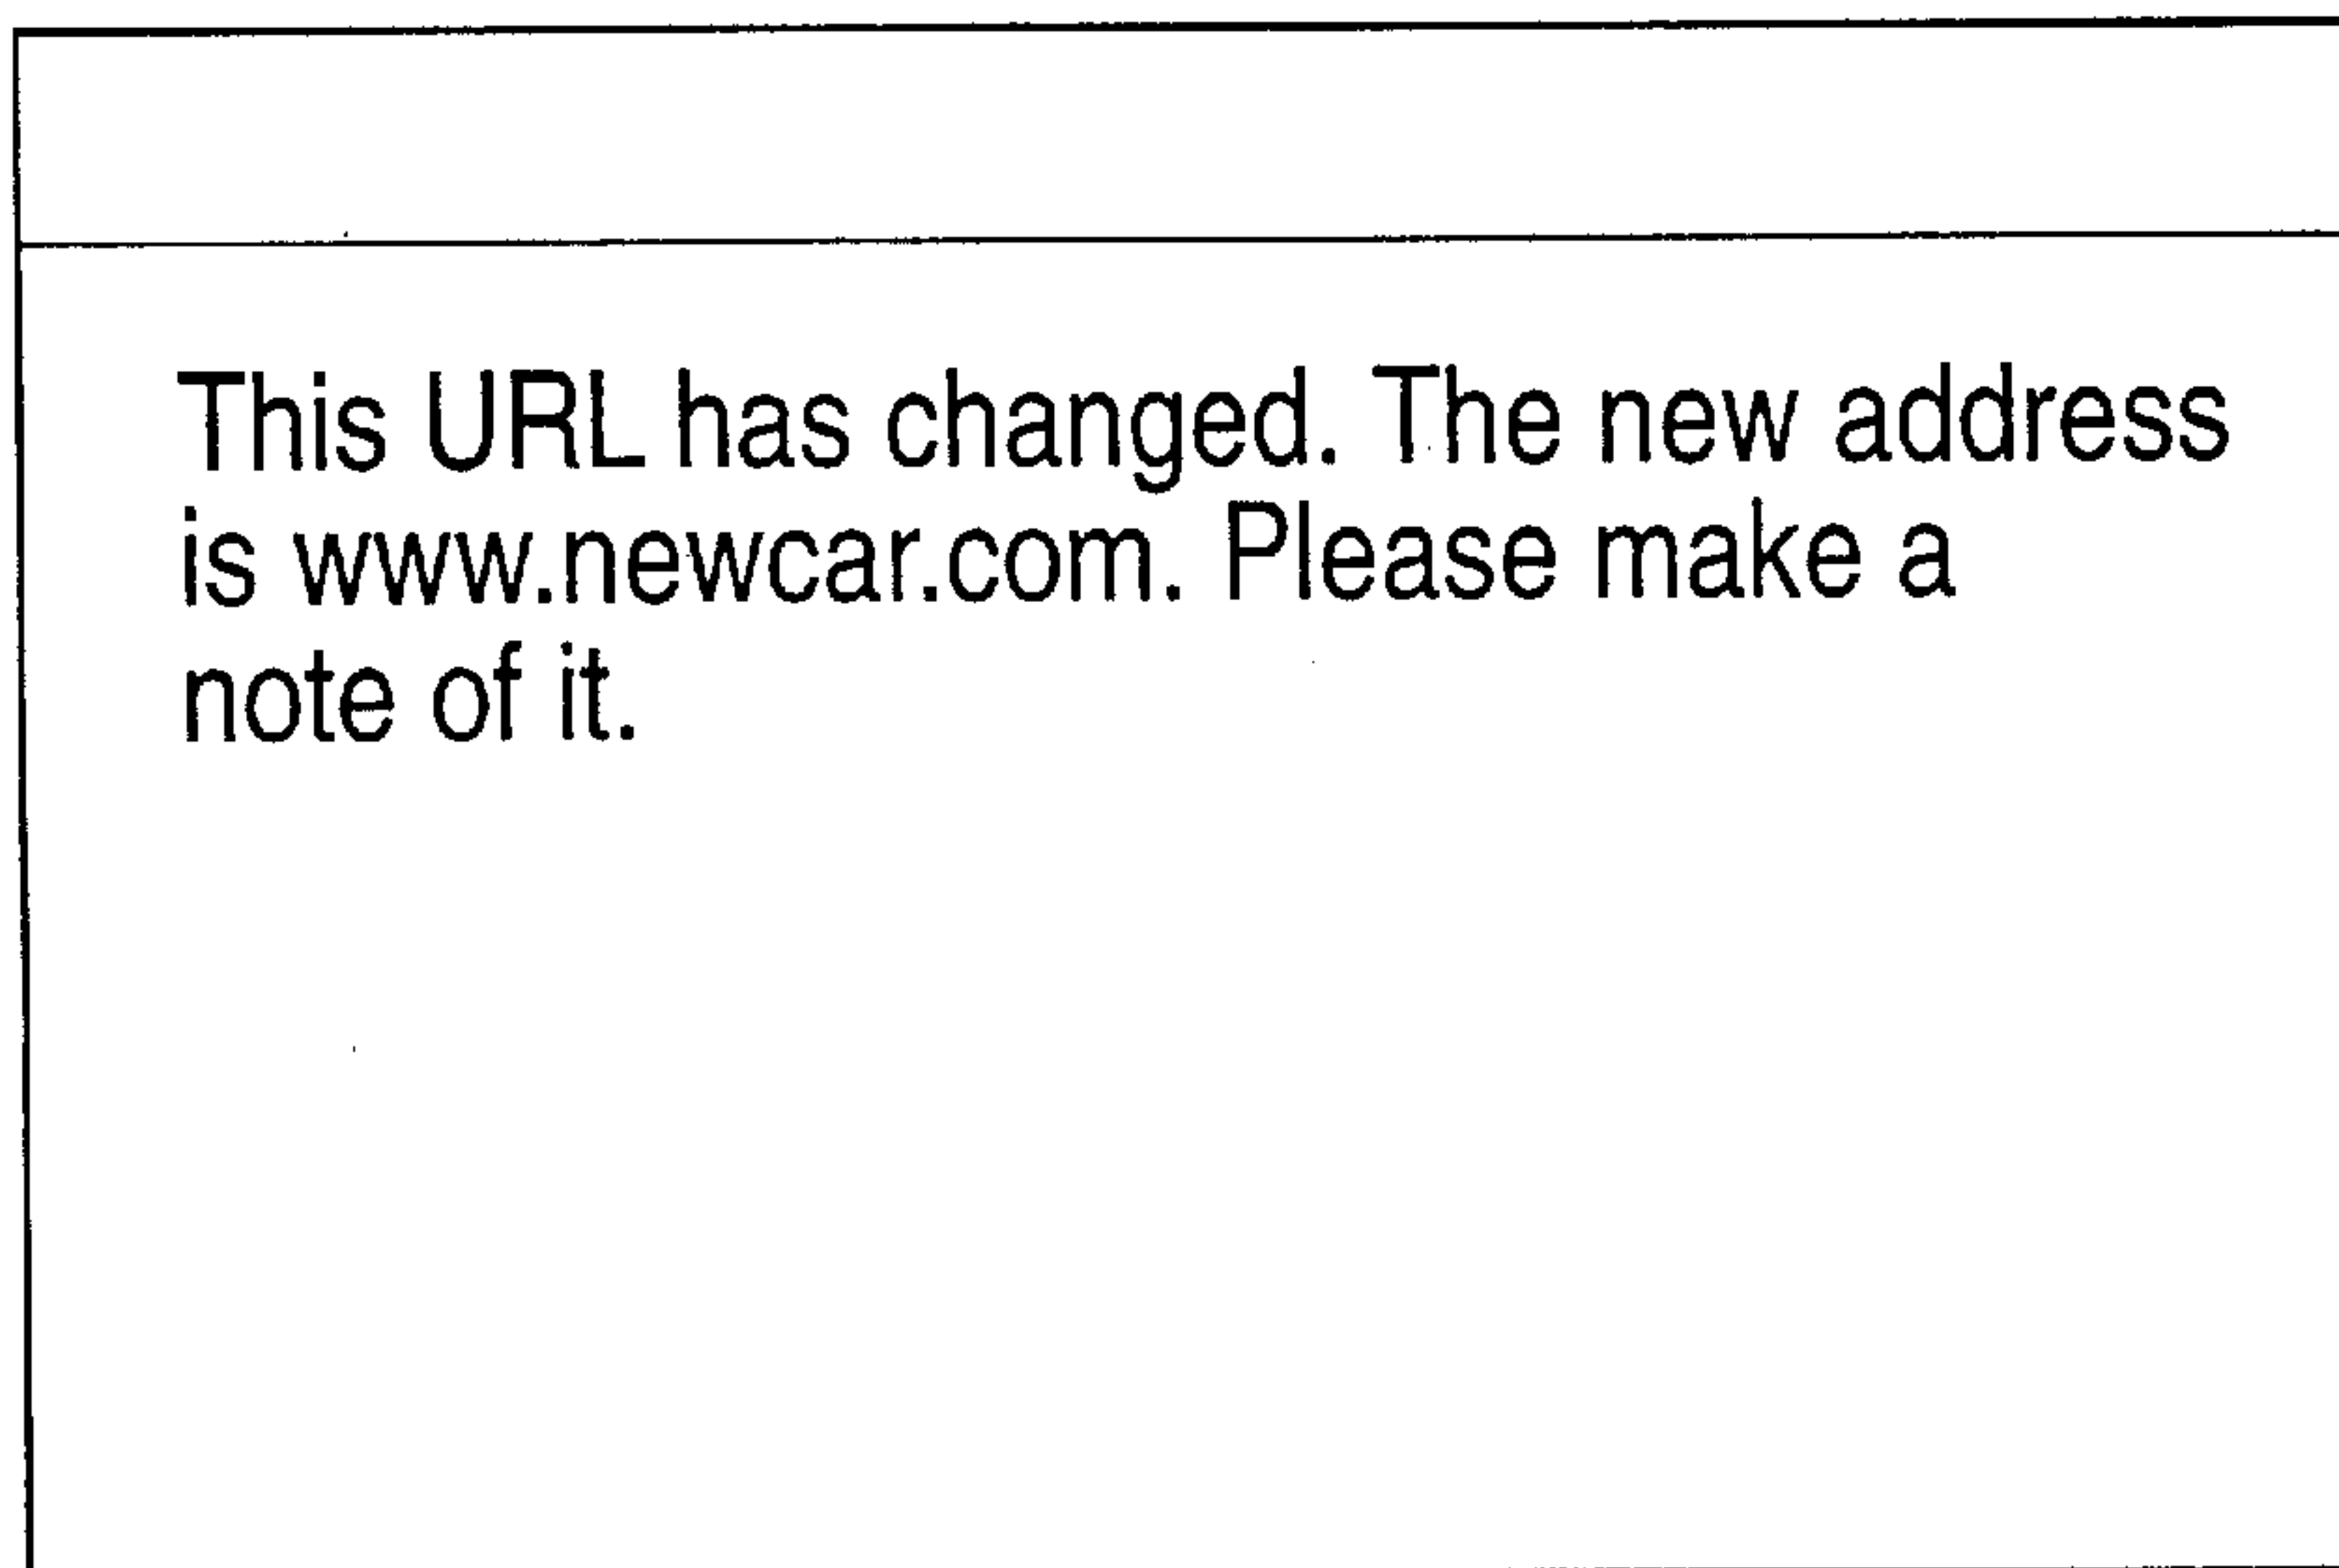 This URL has changed. The new address
is www.newcar.com. Please make a
note of it.